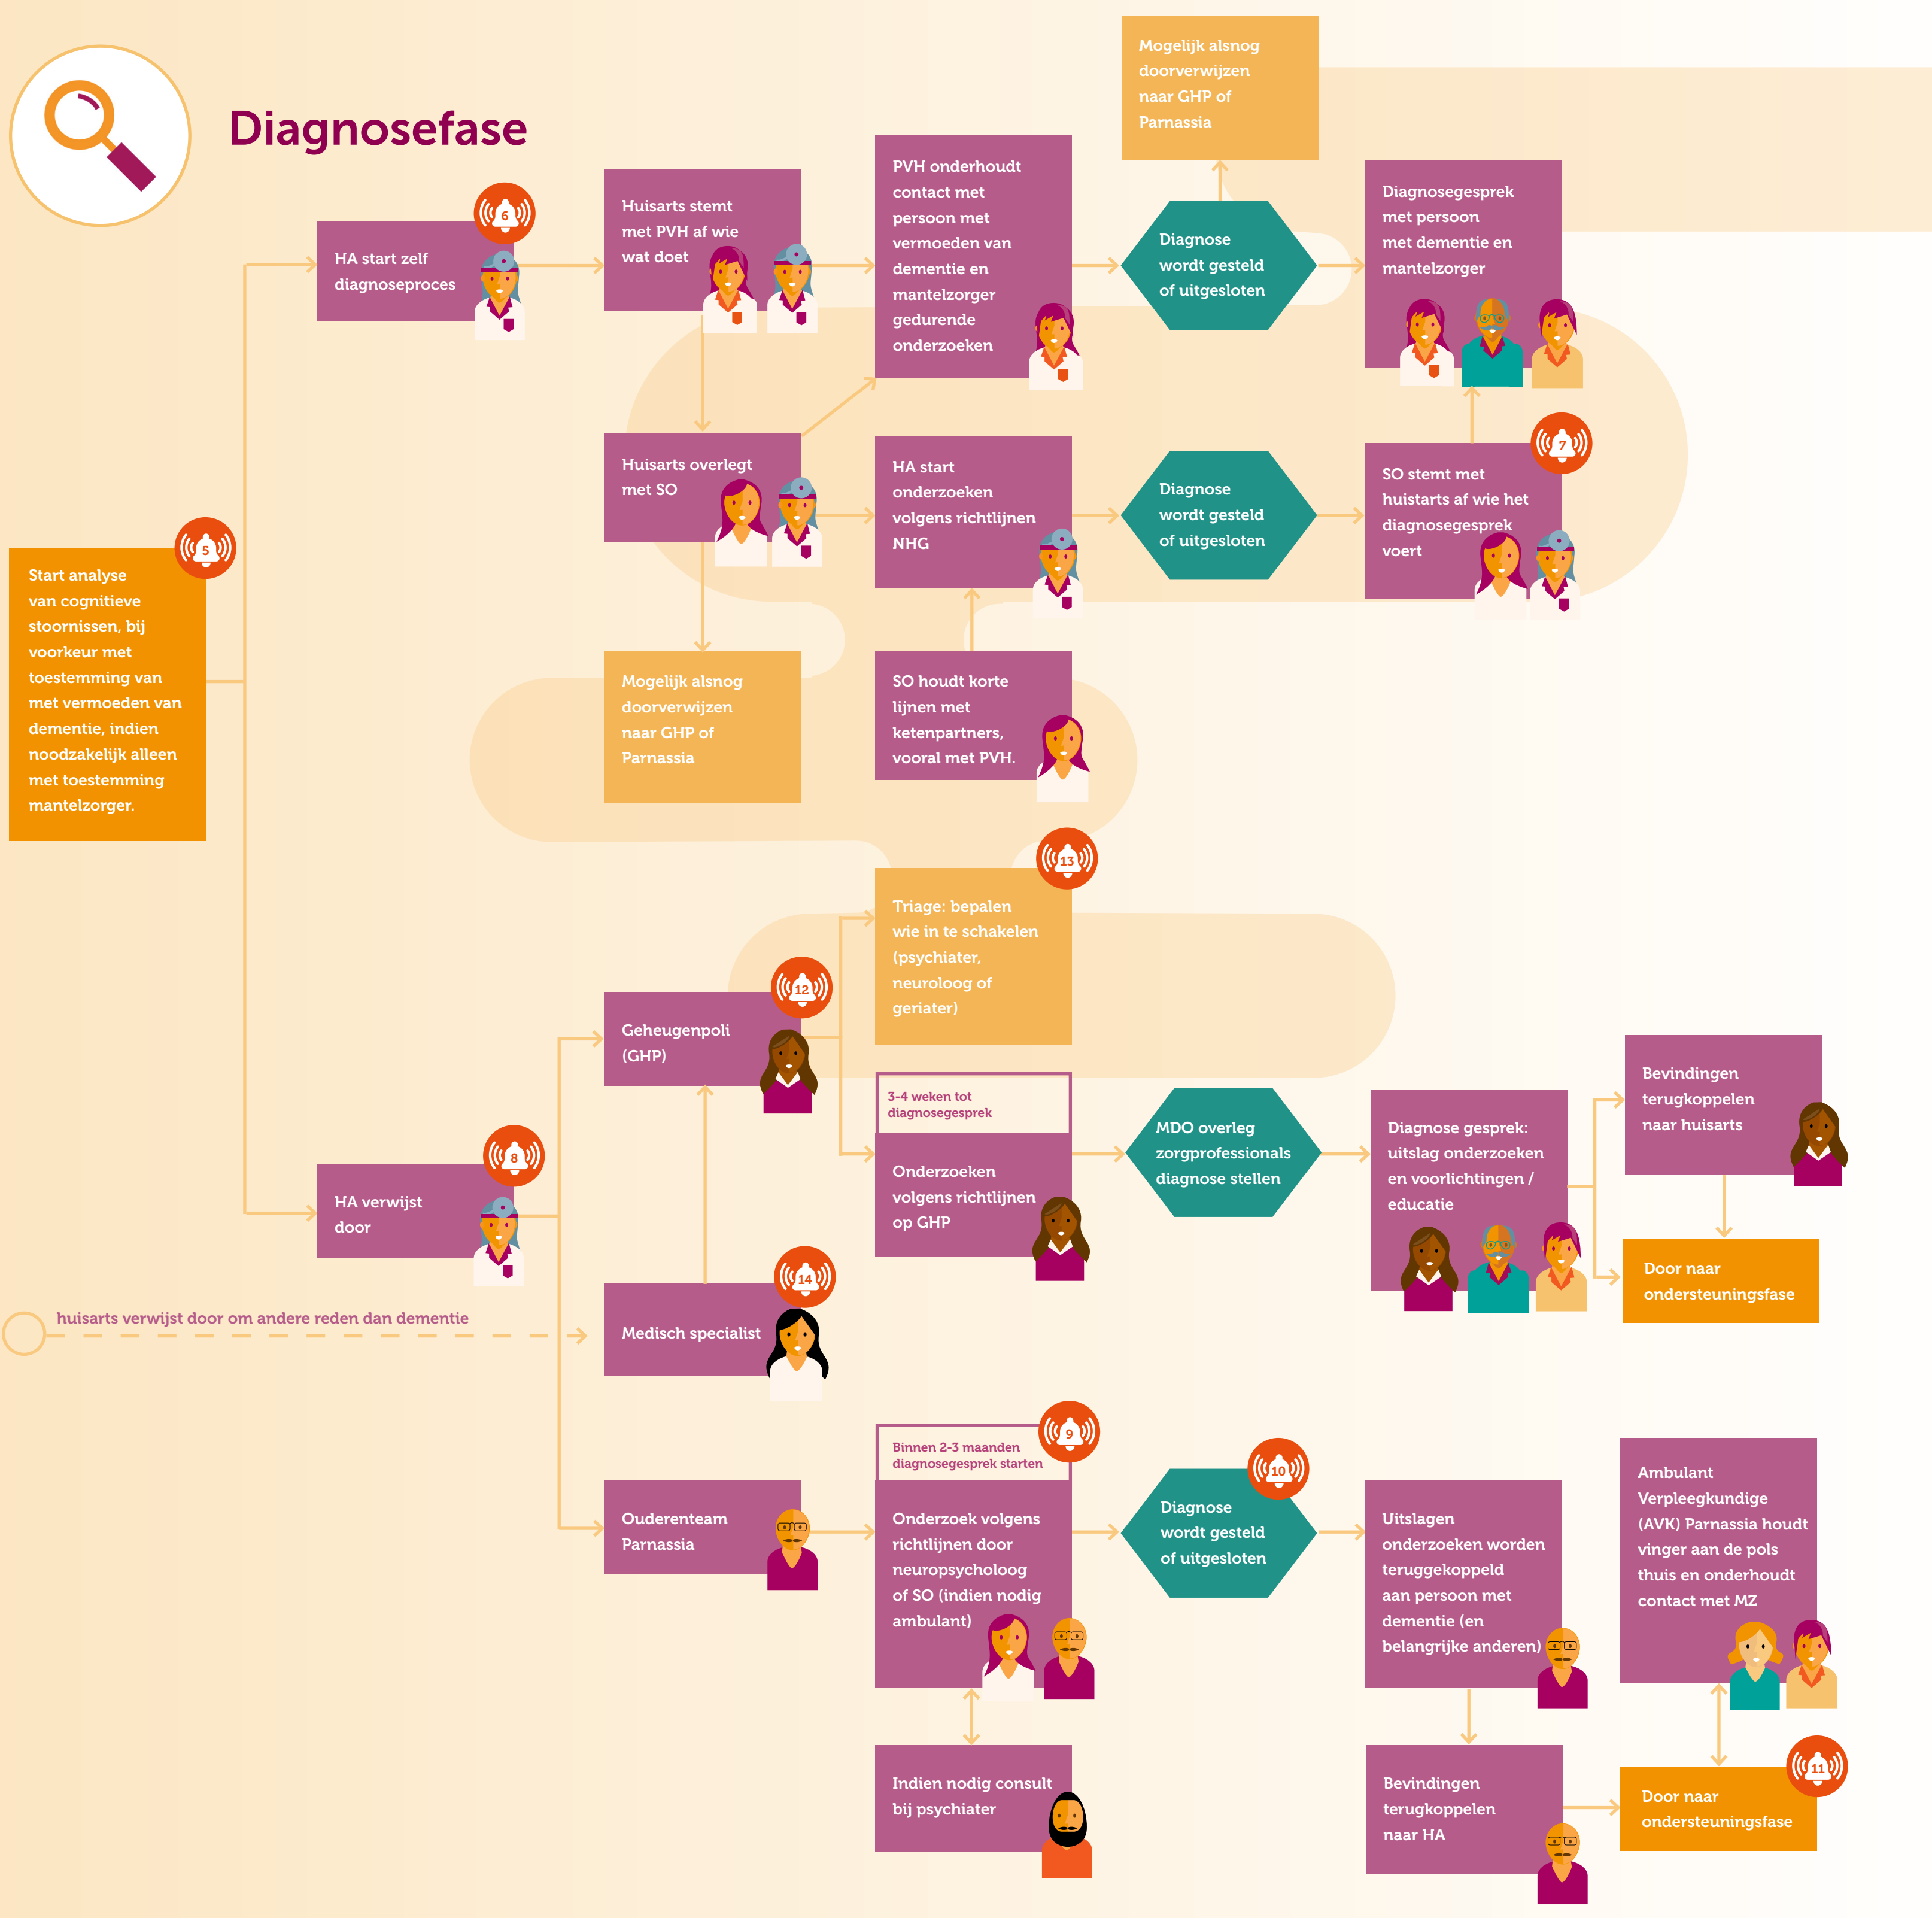 Diagnosefase
Mogelijk alsnog
doorverwijzen
naar GHP of
Parnassia
6
HA start zelf
diagnoseproces
Huisarts stemt
met PVH af wie
wat doet
PVH onderhoudt
contact met
persoon met
vermoeden van
dementie en
mantelzorger
gedurende
onderzoeken
Diagnose
wordt gesteld
of uitgesloten
Diagnosegesprek
met persoon
met dementie en
mantelzorger
Huisarts overlegt
met SO
HA start
onderzoeken
volgens richtlijnen
NHG
Diagnose
wordt gesteld
of uitgesloten
7
SO stemt met
huistarts af wie het
diagnosegesprek
voert
5
Start analyse
van cognitieve
stoornissen, bij
voorkeur met
toestemming van
met vermoeden van
dementie, indien
noodzakelijk alleen
met toestemming
mantelzorger.
Mogelijk alsnog
doorverwijzen
naar GHP of
Parnassia
SO houdt korte
lijnen met
ketenpartners,
vooral met PVH.
13
Triage: bepalen
wie in te schakelen
(psychiater,
neuroloog of
geriater)
12
Geheugenpoli
(GHP)
3-4 weken tot
diagnosegesprek
Onderzoeken
volgens richtlijnen
op GHP
MDO overleg
zorgprofessionals
diagnose stellen
Diagnose gesprek:
uitslag onderzoeken
en voorlichtingen /
educatie
Bevindingen
terugkoppelen
naar huisarts
Door naar
ondersteuningsfase
8
HA verwijst
door
huisarts verwijst door om andere reden dan dementie
14
Medisch specialist
9
Binnen 2-3 maanden
diagnosegesprek starten
Ouderenteam
Parnassia
Onderzoek volgens
richtlijnen door
neuropsycholoog
of SO (indien nodig
ambulant)
10
Diagnose
wordt gesteld
of uitgesloten
Uitslagen
onderzoeken worden
teruggekoppeld
aan persoon met
dementie (en
belangrijke anderen)
Ambulant
Verpleegkundige
(AVK) Parnassia houdt
vinger aan de pols
thuis en onderhoudt
contact met MZ
Indien nodig consult
bij psychiater
Bevindingen
terugkoppelen
naar HA
11
Door naar
ondersteuningsfase